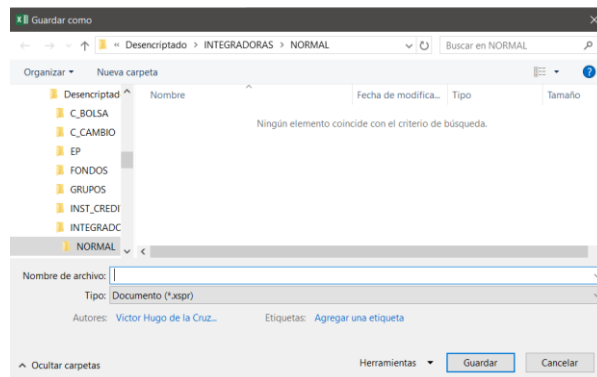 Guardar como
« Desencriptado > INTEGRADORAS > NORMAL
Buscar en NORMAL
Organizar
Nueva carpeta
Desencriptad
C_BOLSA
C_CAMBIO
EP
FONDOS
GRUPOS
INST_CREDI
INTEGRADC
NORMAL
Nombre
Fecha de modifica...
Tipo
Tamaño
Ningún elemento coincide con el criterio de búsqueda.
Nombre de archivo:
Tipo: Documento (*.xspr)
Autores: Victor Hugo de la Cruz...
Etiquetas: Agregar una etiqueta
Ocultar carpetas
Herramientas
Guardar
Cancelar